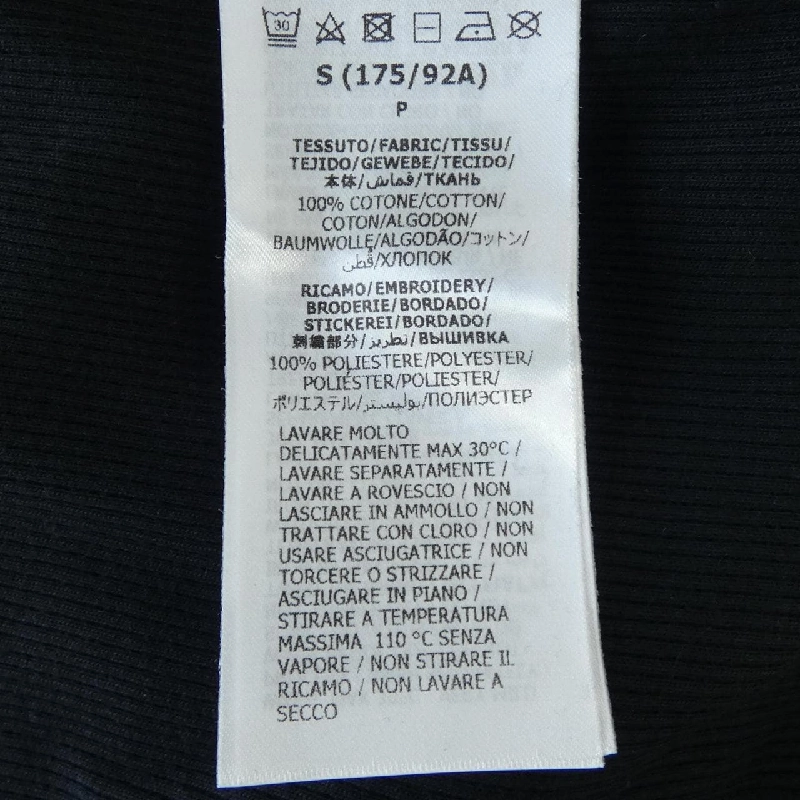 30
S (175/92A)
P
TESSUTO/FABRIC/TISSU/
TEJIDO/GEWEBE/TECIDO/
本体/قماش/ТКАНЬ
100% COTONE/COTTON/
COTON/ALGODON/
BAUMWOLLE/ALGODÃO/コットン/
قطن/ХЛОПОК
RICAMO/EMBROIDERY/
BRODERIE/BORDADO/
STICKEREI/BORDADO/
刺繍部分/تطريز/ВЫШИВКА
100% POLIESTERE/POLYESTER/
POLIÉSTER/POLIESTER/
ポリエステル/بوليستر/ПОЛИЭСТЕР
LAVARE MOLTO
DELICATAMENTE MAX 30°C /
LAVARE SEPARATAMENTE /
LAVARE A ROVESCIO / NON
LASCIARE IN AMMOLLO / NON
TRATTARE CON CLORO / NON
USARE ASCIUGATRICE / NON
TORCERE O STRIZZARE /
ASCIUGARE IN PIANO /
STIRARE A TEMPERATURA
MASSIMA 110 °C SENZA
VAPORE / NON STIRARE IL
RICAMO / NON LAVARE A
SECCO